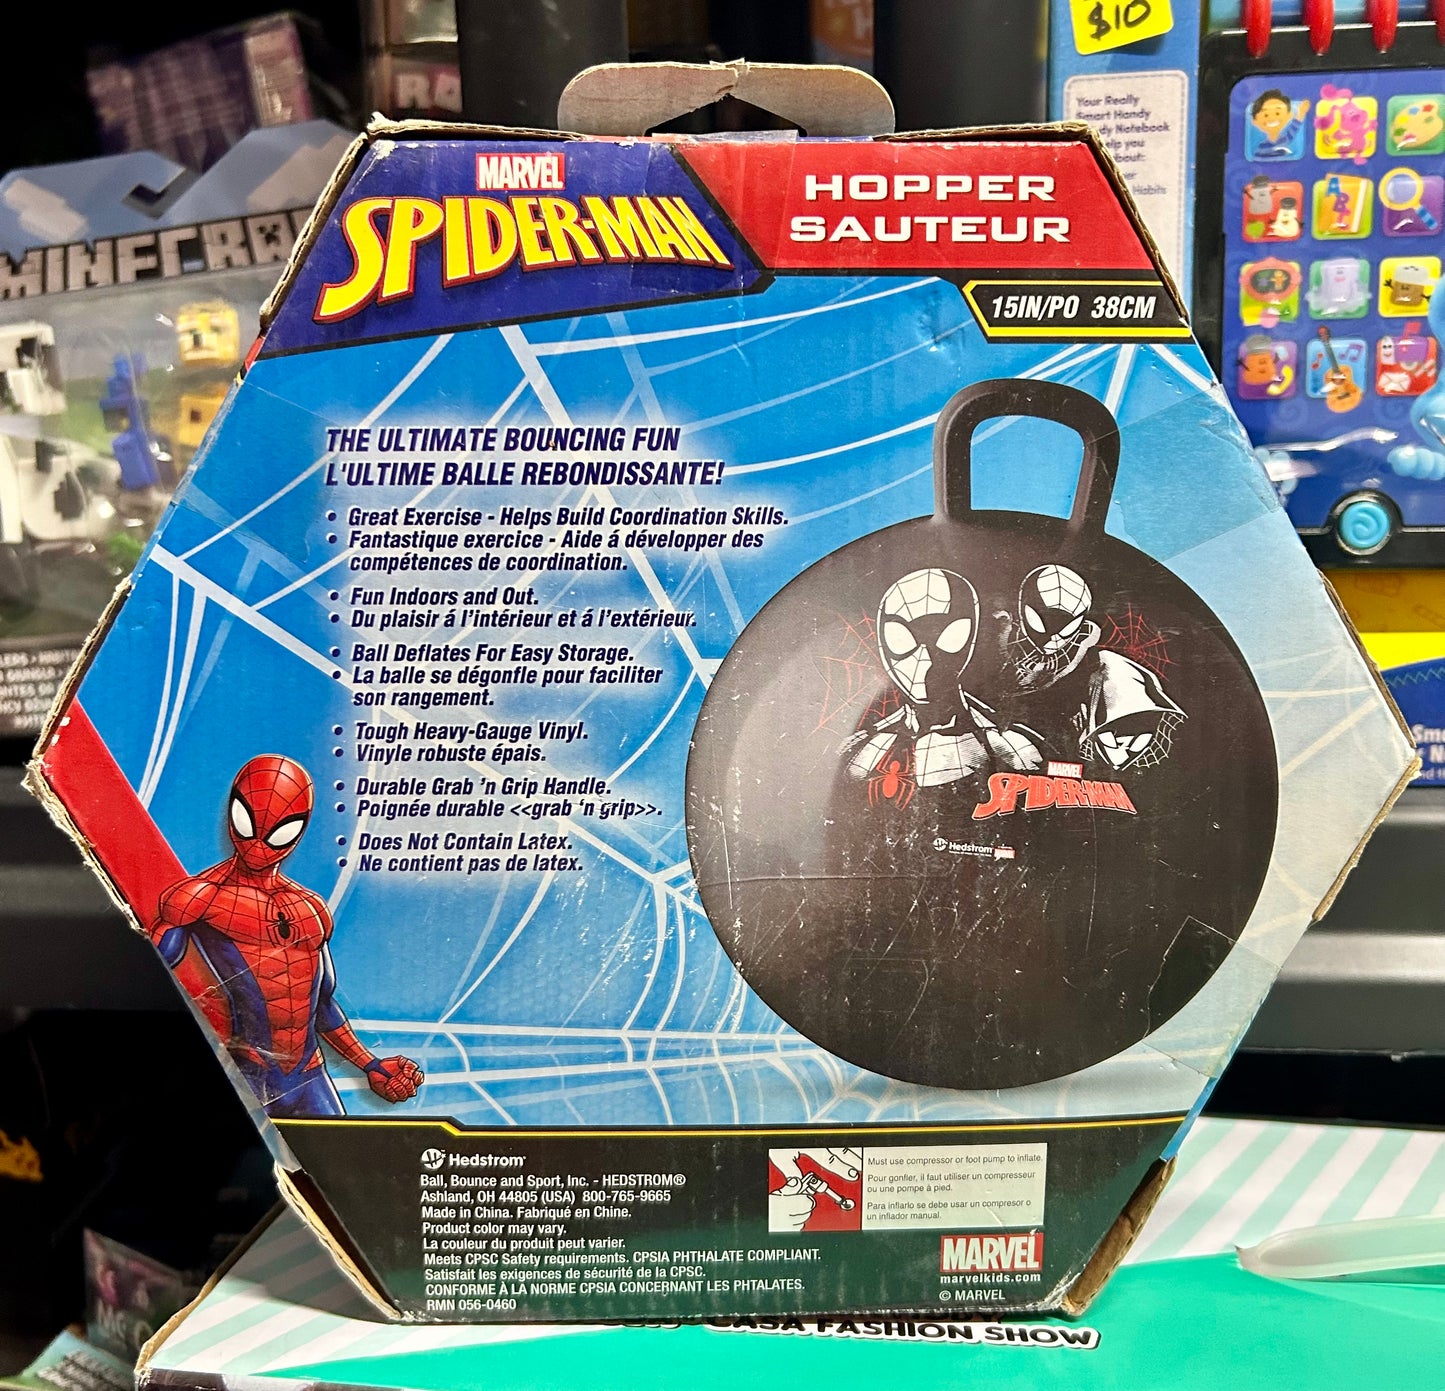 $10
Your Really
Smart Handy
Dandy Notebook
MINECRA
MARVEL
SPIDER-MAN
HOPPER
SAUTEUR
15IN/PO 38CM
THE ULTIMATE BOUNCING FUN
L'ULTIME BALLE REBONDISSANTE!
• Great Exercise - Helps Build Coordination Skills.
• Fantastique exercice - Aide á développer des
compétences de coordination.
• Fun Indoors and Out.
• Du plaisir á l'intérieur et á l'extérieur.
• Ball Deflates For Easy Storage.
• La balle se dégonfle pour faciliter
son rangement.
• Tough Heavy-Gauge Vinyl.
• Vinyle robuste épais.
• Durable Grab 'n Grip Handle.
• Poignée durable <<grab 'n grip>>.
• Does Not Contain Latex.
• Ne contient pas de latex.
MARVEL
SPIDER-MAN
Hedstrom
Hedstrom
Ball, Bounce and Sport, Inc. - HEDSTROM®
Ashland, OH 44805 (USA) 800-765-9665
Made in China. Fabriqué en Chine.
Product color may vary.
La couleur du produit peut varier.
Meets CPSC Safety requirements. CPSIA PHTHALATE COMPLIANT.
Satisfait les exigences de sécurité de la CPSC.
CONFORME À LA NORME CPSIA CONCERNANT LES PHTALATES.
RMN 056-0460
Must use compressor or foot pump to inflate.
Pour gonfler, il faut utiliser un compresseur
ou une pompe à pied.
Para inflarlo se debe usar un compresor o
un inflador manual.
MARVEL
marvelkids.com
© MARVEL
CASA FASHION SHOW